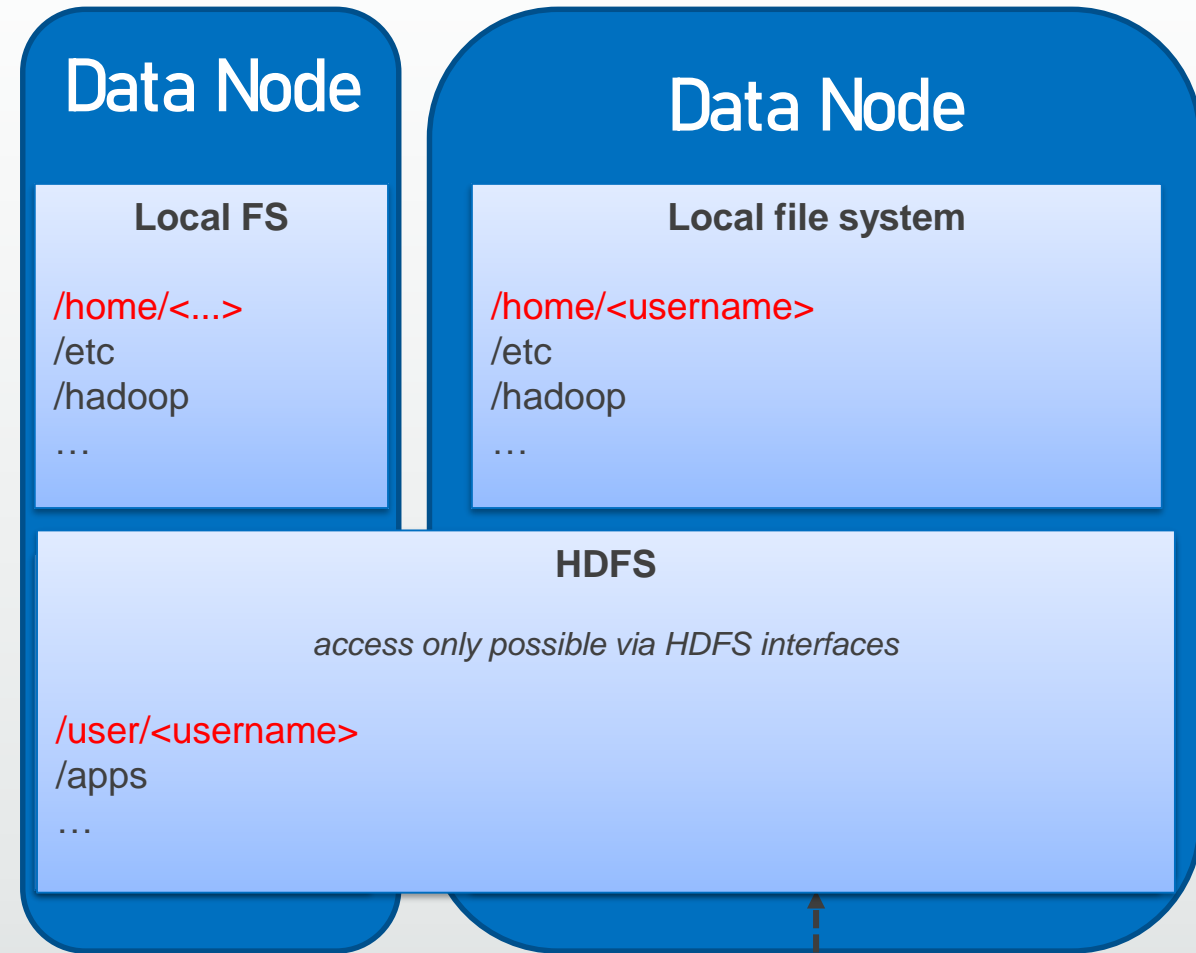 Data Node
Local FS
/home/<...>
/etc
/hadoop
…
Data Node
Local file system
/home/<username>
/etc
/hadoop
…
HDFS
access only possible via HDFS interfaces
/user/<username>
/apps
…